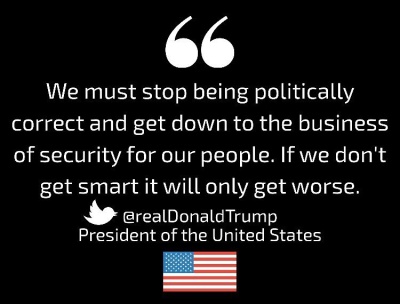 We must stop being politically
correct and get down to the business
of security for our people. If we don't
get smart it will only get worse.
@realDonaldTrump
President of the United States